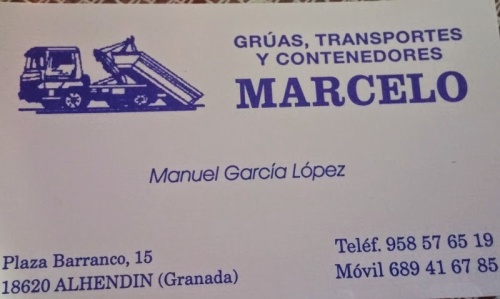 GRÚAS, TRANSPORTES
Y CONTENEDORES
MARCELO
Manuel García López
Plaza Barranco, 15
18620 ALHENDIN (Granada)
Teléf. 958 57 65 19
Móvil 689 41 67 85